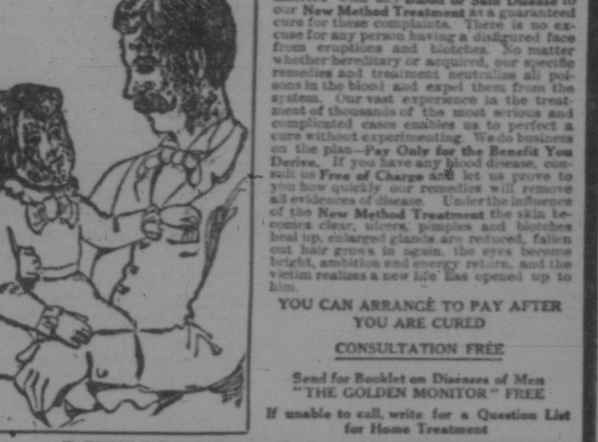 Blood or Skin Disease to
our New Method Treatment as a guaranteed
cure for these complaints. There is no ex-
cuse for any person having a disfigured face
from eruptions and blotches. No matter
whether hereditary or acquired, our specific
remedies and treatment neutralize all poi-
sons in the blood and expel them from the
system. Our vast experience in the treat-
ment of thousands of the most serious and
complicated cases enables us to perfect a
cure without experimenting. We do business
on the plan—Pay Only for the Benefit You
Derive. If you have any blood disease, con-
sult us Free of Charge and let us prove to
you how quickly our remedies will remove
all evidences of disease. Under the influence
of the New Method Treatment the skin be-
comes clear, ulcers, pimples and blotches
heal up, enlarged glands are reduced, fallen
out hair grows in again, the eyes become
bright, ambition and energy return, and the
victim realizes a new life has opened up to
him.
YOU CAN ARRANGE TO PAY AFTER
YOU ARE CURED
CONSULTATION FREE
Send for Booklet on Diseases of Men
"THE GOLDEN MONITOR" FREE
If unable to call, write for a Question List
for Home Treatment